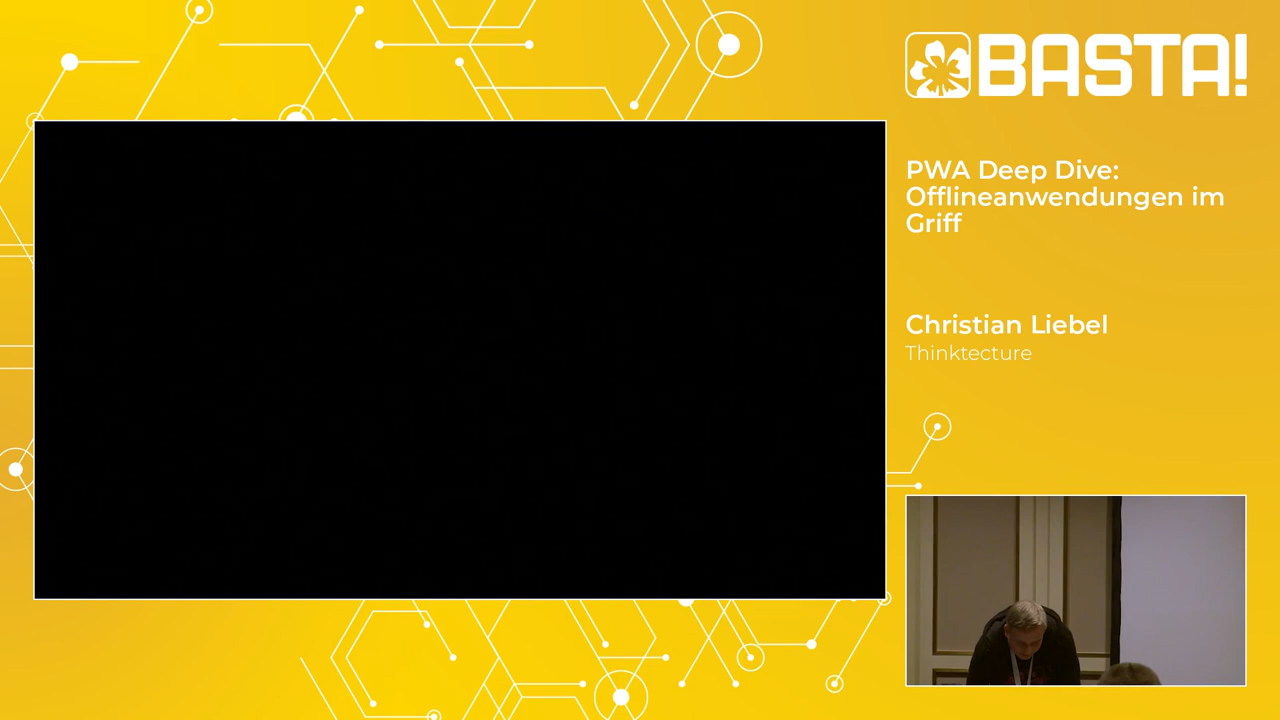 BASTA!
PWA Deep Dive:
Offlineanwendungen im
Griff
Christian Liebel
Thinktecture